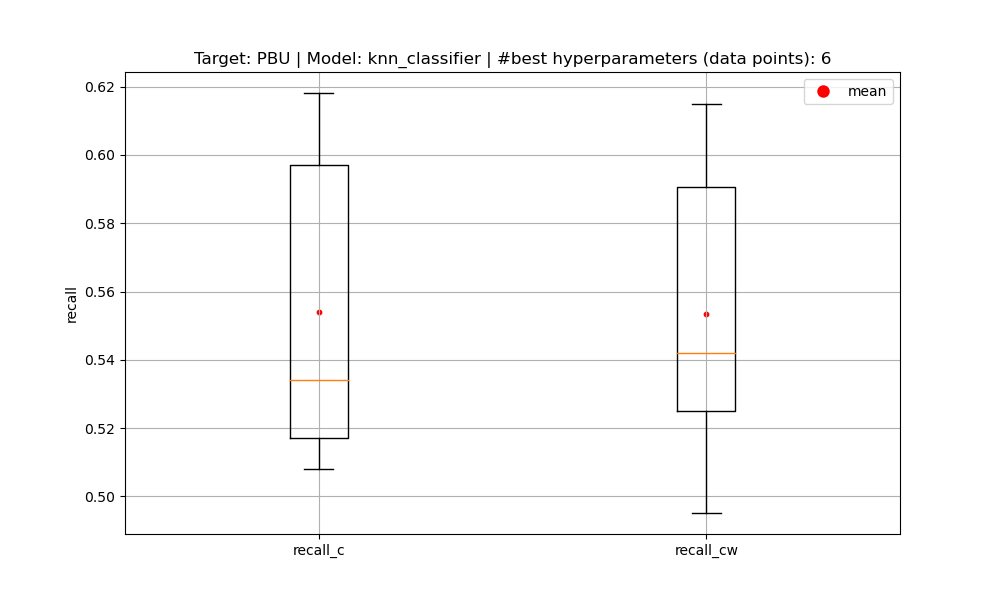 Target: PBU | Model: knn_classifier | #best hyperparameters (data points): 6
mean
0.62
0.60
0.58
0.56
0.54
0.52
0.50
recall
recall_c
recall_cw